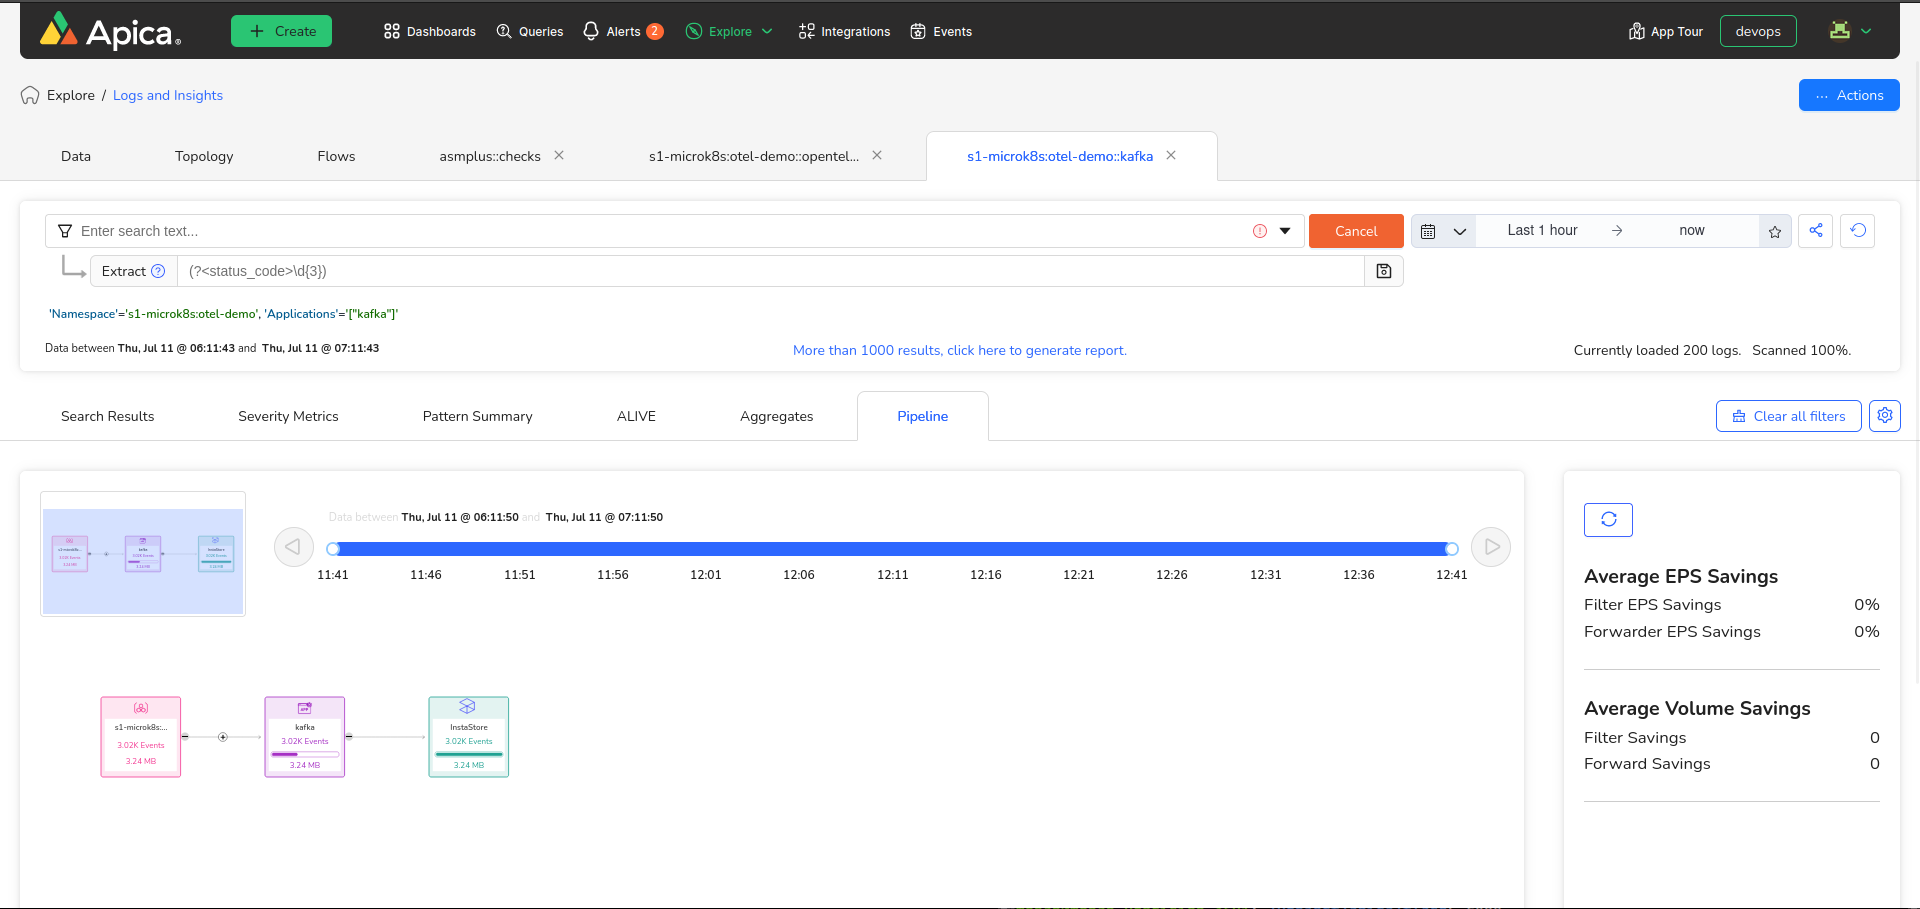 Apica
Create
Dashboards
Queries
Alerts 2
Explore
Integrations
Events
App Tour
devops
Explore / Logs and Insights
··· Actions
Data
Topology
Flows
asmplus::checks
s1-microk8s:otel-demo::opentel...
s1-microk8s:otel-demo::kafka
Enter search text...
Cancel
Last 1 hour → now
Extract (?<status_code>\d{3})
'Namespace'='s1-microk8s:otel-demo', 'Applications'='["kafka"]'
Data between Thu, Jul 11 @ 06:11:43 and Thu, Jul 11 @ 07:11:43
More than 1000 results, click here to generate report.
Currently loaded 200 logs. Scanned 100%.
Search Results
Severity Metrics
Pattern Summary
ALIVE
Aggregates
Pipeline
Clear all filters
Data between Thu, Jul 11 @ 06:11:50 and Thu, Jul 11 @ 07:11:50
11:41 11:46 11:51 11:56 12:01 12:06 12:11 12:16 12:21 12:26 12:31 12:36 12:41
s1-microk8s:...
3.02K Events
3.24 MB
kafka
3.02K Events
3.24 MB
InstaStore
3.02K Events
3.24 MB
Average EPS Savings
Filter EPS Savings 0%
Forwarder EPS Savings 0%
Average Volume Savings
Filter Savings 0
Forward Savings 0